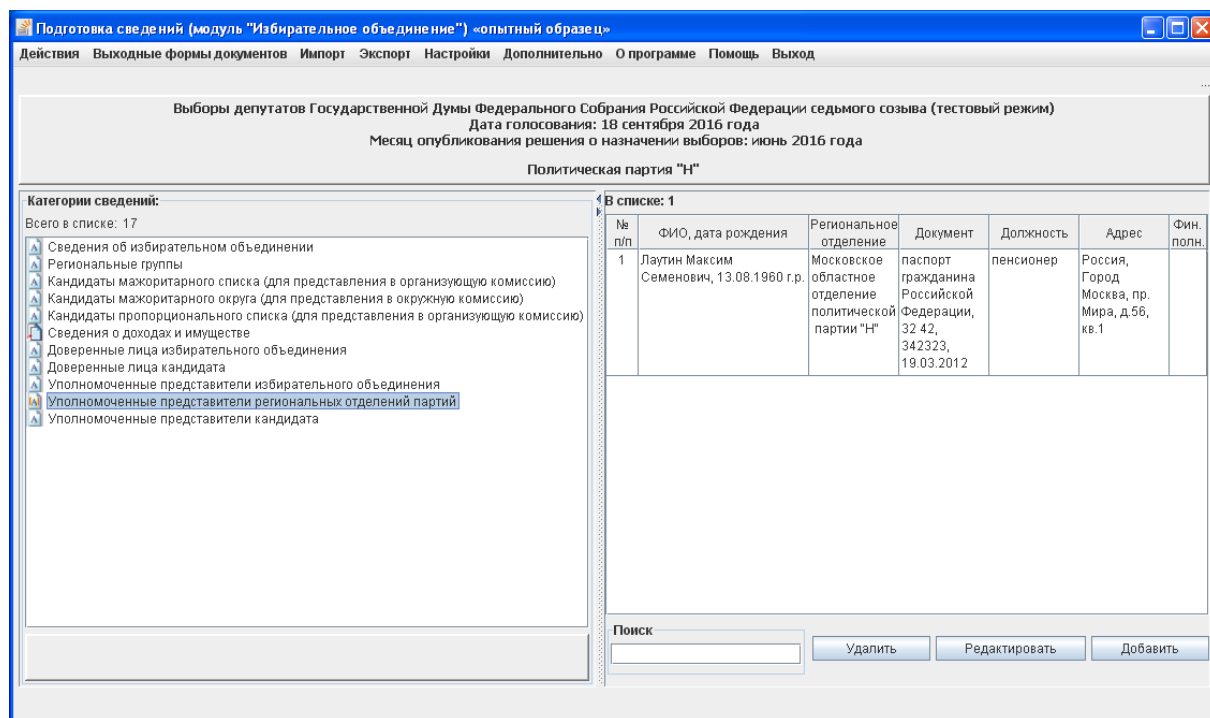 Подготовка сведений (модуль "Избирательное объединение") «опытный образец»
Действия Выходные формы документов Импорт Экспорт Настройки Дополнительно О программе Помощь Выход
...
Выборы депутатов Государственной Думы Федерального Собрания Российской Федерации седьмого созыва (тестовый режим)
Дата голосования: 18 сентября 2016 года
Месяц опубликования решения о назначении выборов: июнь 2016 года
Политическая партия "Н"
Категории сведений:
Всего в списке: 17
Сведения об избирательном объединении
Региональные группы
Кандидаты мажоритарного списка (для представления в организующую комиссию)
Кандидаты мажоритарного округа (для представления в окружную комиссию)
Кандидаты пропорционального списка (для представления в организующую комиссию)
Сведения о доходах и имуществе
Доверенные лица избирательного объединения
Доверенные лица кандидата
Уполномоченные представители избирательного объединения
Уполномоченные представители региональных отделений партий
Уполномоченные представители кандидата
В списке: 1
№ п/п
ФИО, дата рождения
Региональное отделение
Документ
Должность
Адрес
Фин. полн.
1
Лаутин Максим
Семенович, 13.08.1960 г.р.
Московское
областное
отделение
политической
партии "Н"
паспорт
гражданина
Российской
Федерации,
32 42,
342323,
19.03.2012
пенсионер
Россия,
Город
Москва, пр.
Мира, д.56,
кв.1
Поиск
Удалить Редактировать Добавить